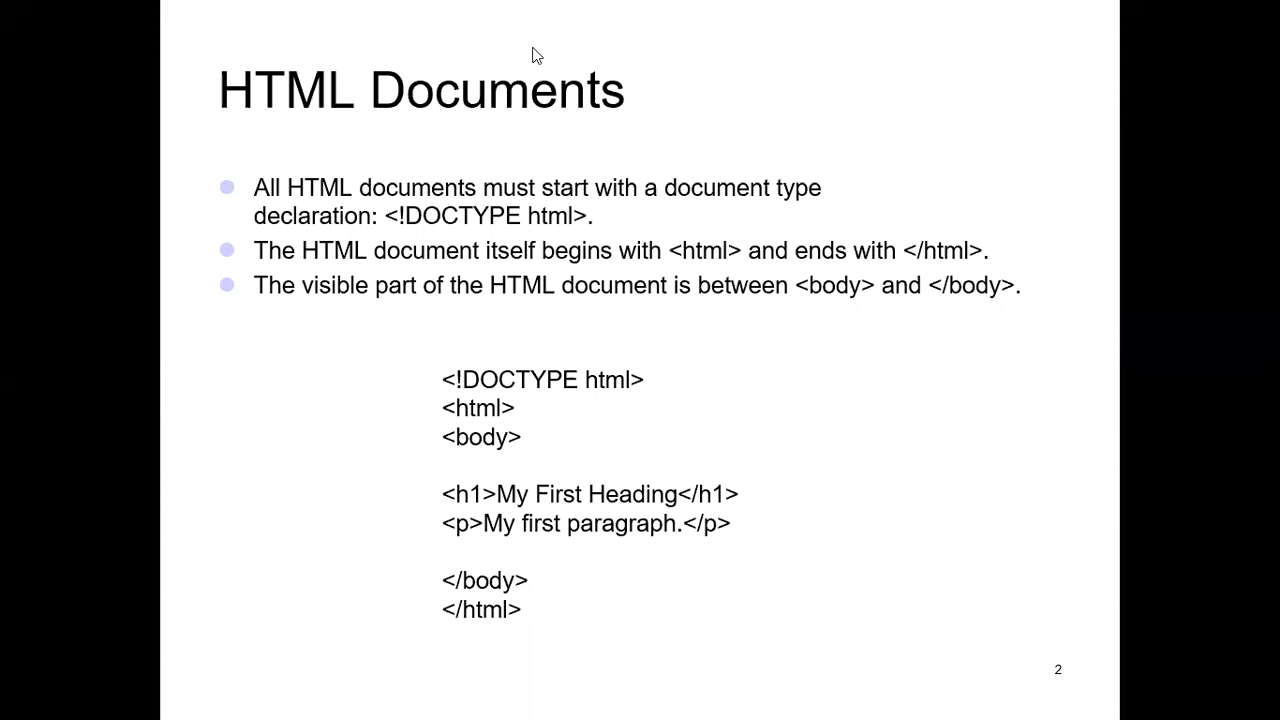 HTML Documents
All HTML documents must start with a document type
declaration: <!DOCTYPE html>.
The HTML document itself begins with <html> and ends with </html>.
The visible part of the HTML document is between <body> and </body>.
<!DOCTYPE html>
<html>
<body>
<h1>My First Heading</h1>
<p>My first paragraph.</p>
</body>
</html>
2